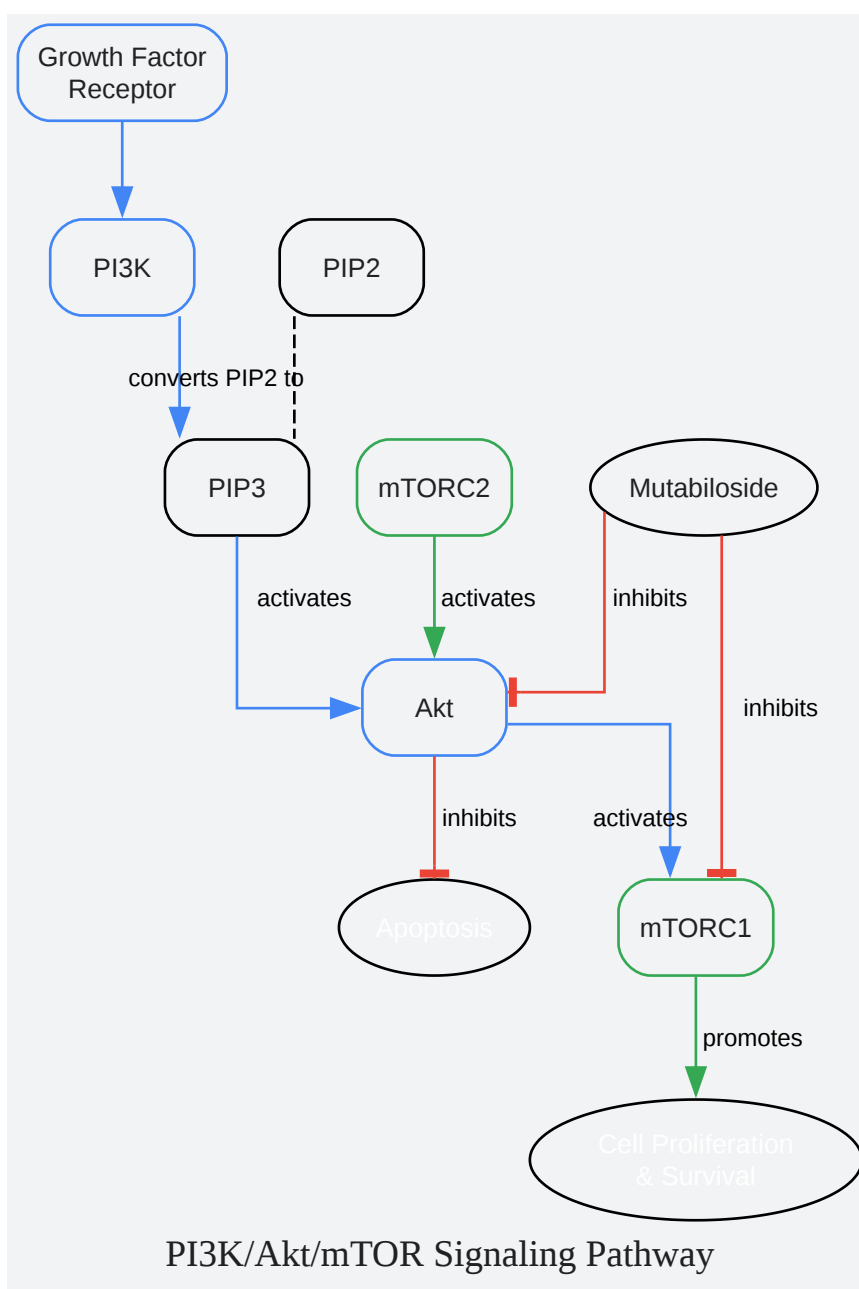 Growth Factor
Receptor
PI3K
PIP2
converts PIP2 to
PIP3
mTORC2
Mutabiloside
activates
activates
inhibits
Akt
inhibits
inhibits
activates
Apoptosis
mTORC1
promotes
Cell Proliferation
& Survival
PI3K/Akt/mTOR Signaling Pathway